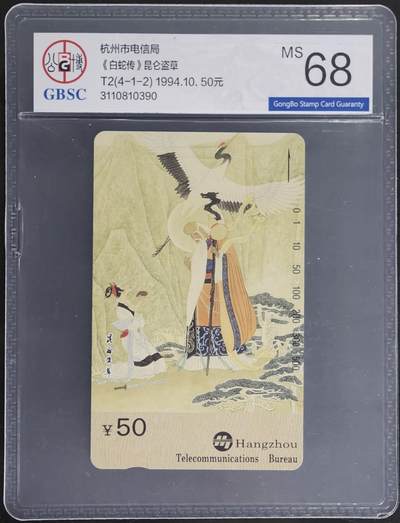 杭州市电信局
《白蛇传》昆仑盗草
T2(4-1-2) 1994.10. 50元
3110810390
GBSC
MS
68
GongBo Stamp Card Guaranty
0-1
10
50
100
¥50
Hangzhou
Telecommunications Bureau